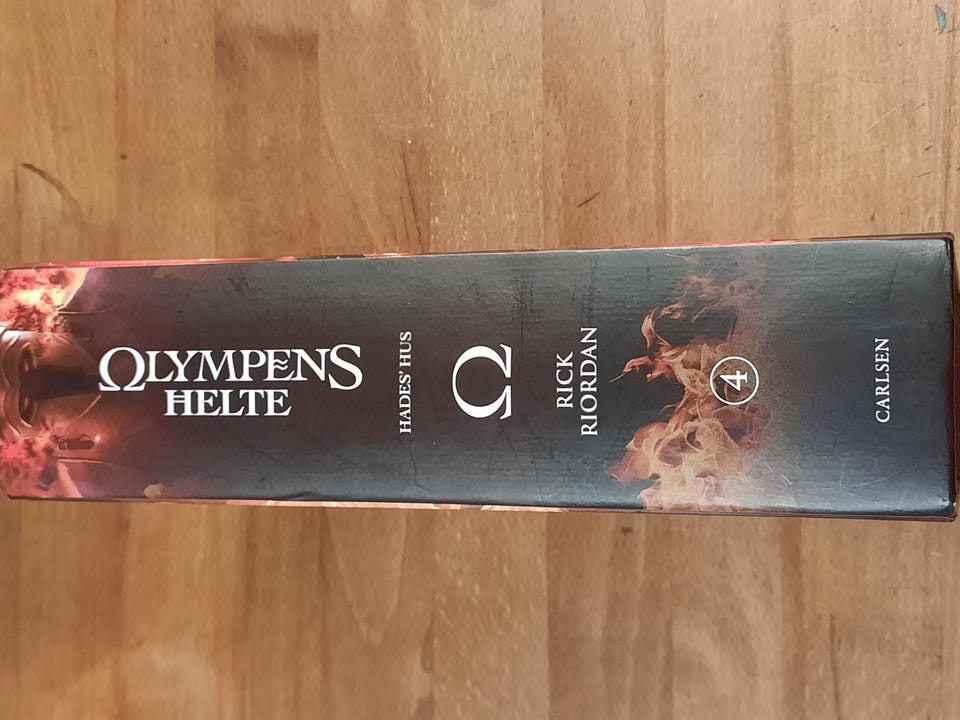 ΩLYMPENS
HELTE
HADES' HUS
Ω
RICK
RIORDAN
4
CARLSEN